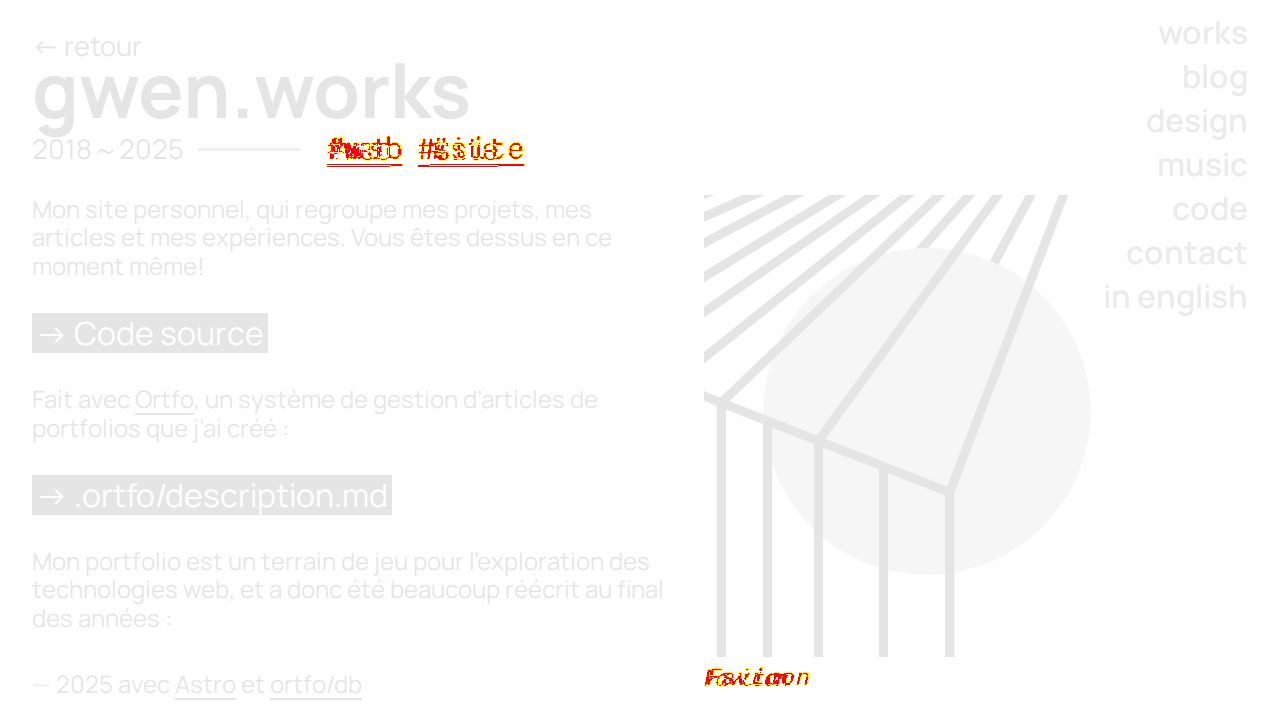 ← retour
works
gwen.works
blog
design
2018～2025 #web #site
music
Mon site personnel, qui regroupe mes projets, mes
articles et mes expériences. Vous êtes dessus en ce
moment même!
code
contact
in english
→ Code source
Fait avec Ortfo, un système de gestion d’articles de
portfolios que j’ai créé :
→ .ortfo/description.md
Mon portfolio est un terrain de jeu pour l’exploration des
technologies web, et a donc été beaucoup réécrit au final
des années :
— 2025 avec Astro et ortfo/db
Favicon